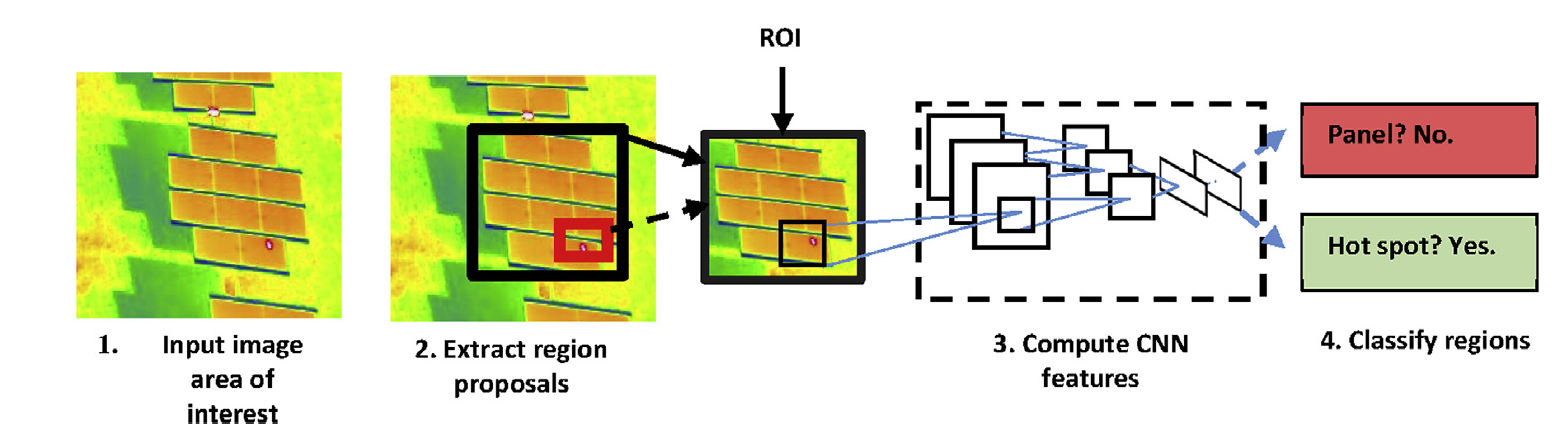 ROI
Panel? No.
Hot spot? Yes.
1. Input image
area of
interest
2. Extract region
proposals
3. Compute CNN
features
4. Classify regions